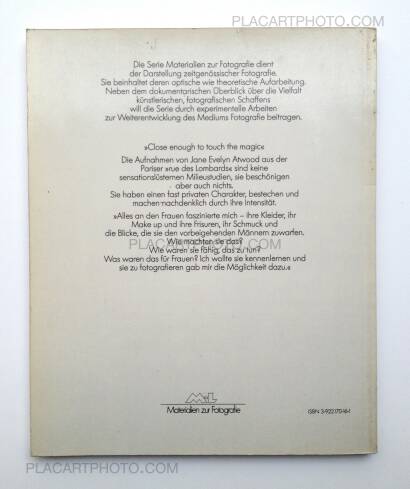 PLACARTPHOTO.COM
Die Serie Materialien zur Fotografie dient
der Darstellung zeitgenössischer Fotografie.
Sie beinhaltet deren optische wie theoretische Aufarbeitung.
Neben dem dokumentarischen Überblick über die Vielfalt
künstlerischen, fotografischen Schaffens
will die Serie durch experimentelle Arbeiten
zur Weiterentwicklung des Mediums Fotografie beitragen.
»Close enough to touch the magic«
Die Aufnahmen von Jane Evelyn Atwood aus der
Pariser »rue des Lombards« sind keine
sensationslüsternen Milieustudien, sie beschönigen
aber auch nichts.
Sie haben einen fast privaten Charakter, bestechen und
machen nachdenklich durch ihre Intensität.
»Alles an den Frauen faszinierte mich – ihre Kleider, ihr
Make up und ihre Frisuren, ihr Schmuck und
die Blicke, die sie den vorbeigehenden Männern zuwarfen.
PLACARTPHOTO.COM
Wie machten sie das?
Wie waren sie fähig, das zu tun?
Was waren das für Frauen? Ich wollte sie kennenlernen und
sie zu fotografieren gab mir die Möglichkeit dazu.«
Materialien zur Fotografie
PLACARTPHOTO.COM